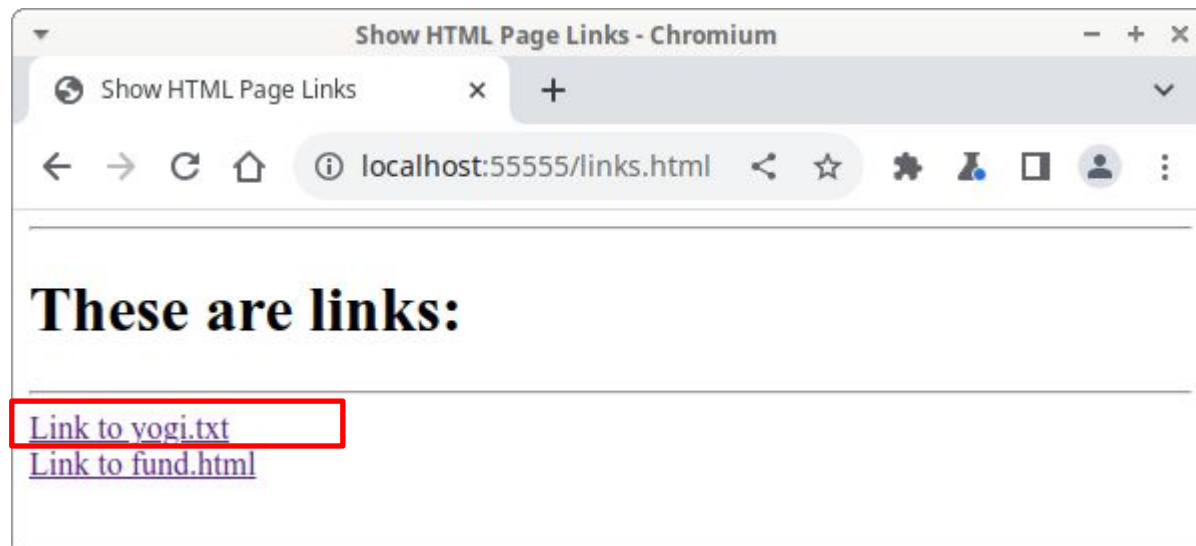 Show HTML Page Links - Chromium
Show HTML Page Links
localhost:55555/links.html
These are links:
Link to yogi.txt
Link to fund.html